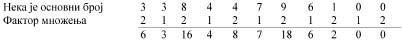 Нека је основни број 3 3 8 4 4 7 9 6 1 0 0
Фактор множења 2 1 2 1 2 1 2 1 2 1 2
6 3 16 4 8 7 18 6 2 0 0